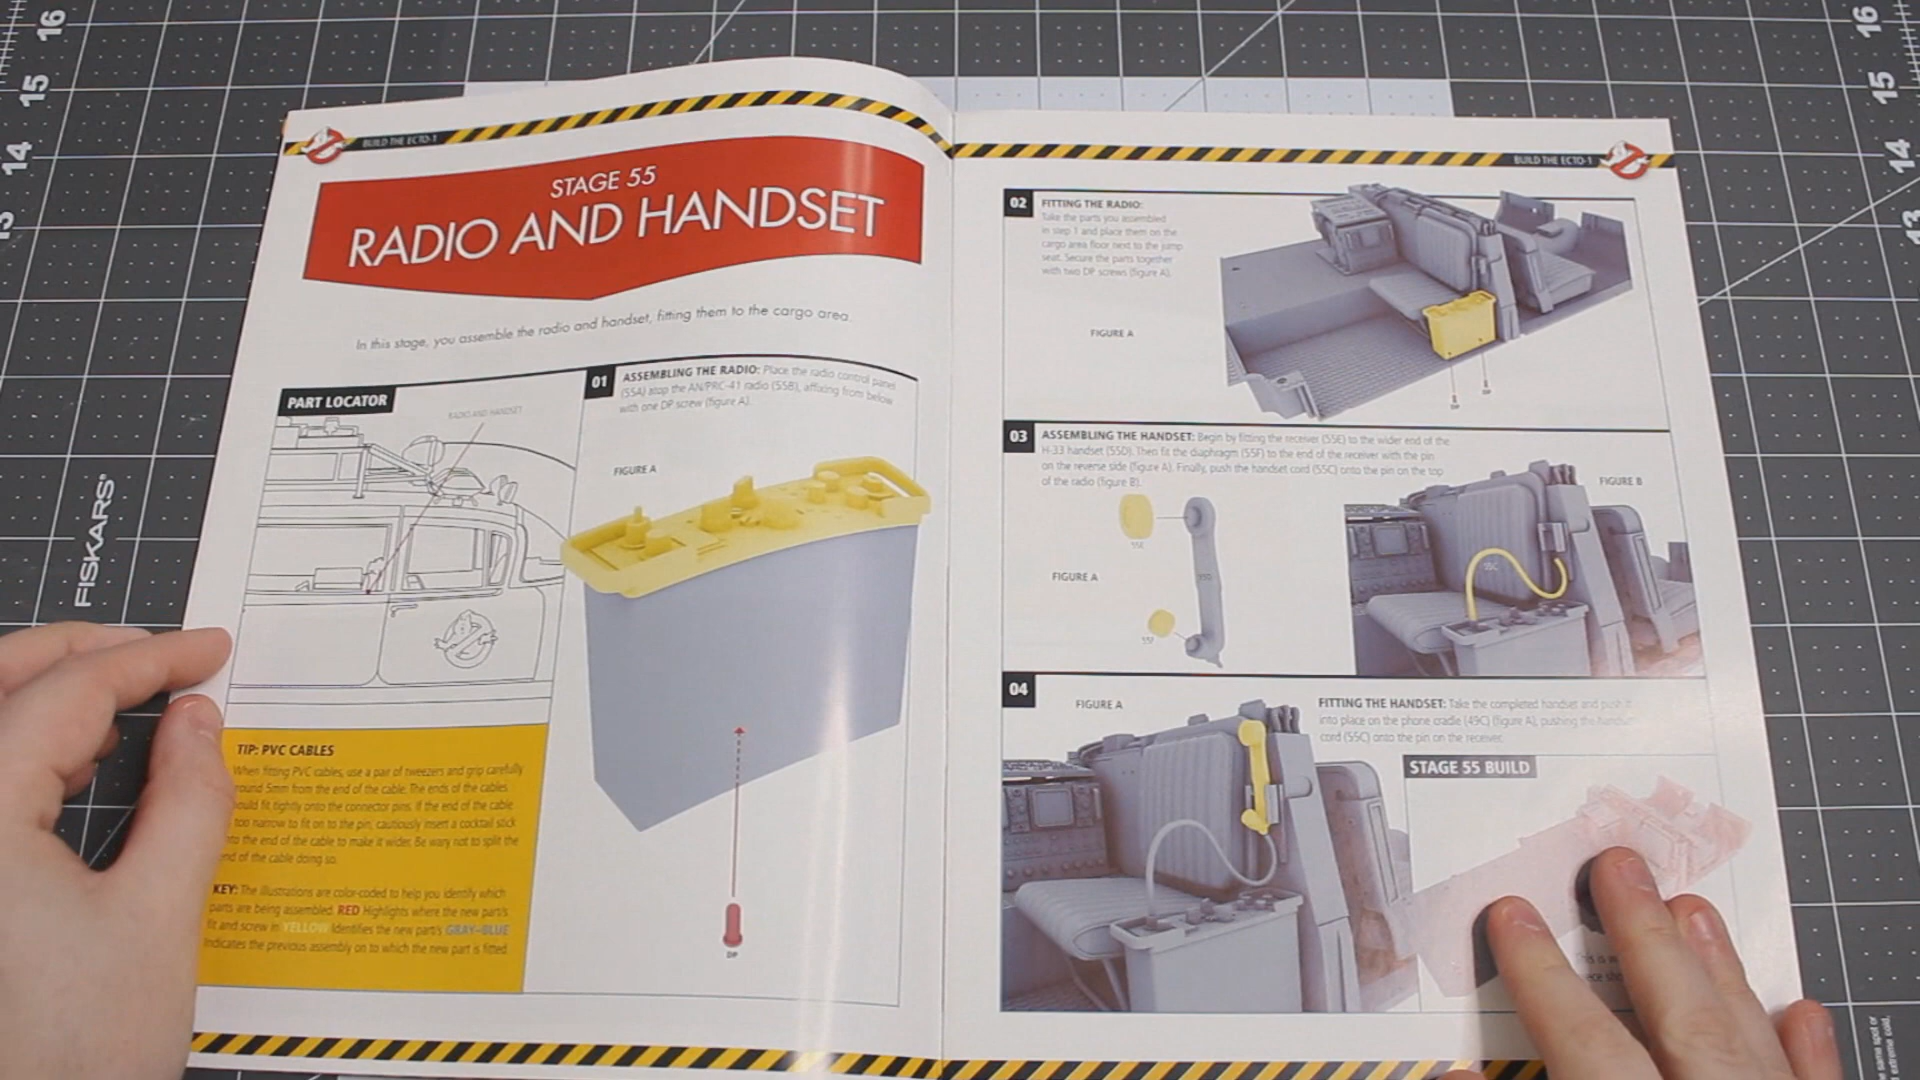 16
15
14
13
FISKARS®
BUILD THE ECTO-1
STAGE 55
RADIO AND HANDSET
In this stage, you assemble the radio and handset, fitting them to the cargo area.
PART LOCATOR
RADIO AND HANDSET
01
ASSEMBLING THE RADIO: Place the radio control panel
(55A) atop the AN/PRC-41 radio (55B), affixing from below
with one DP screw (figure A).
FIGURE A
DP
TIP: PVC CABLES
When fitting PVC cables, use a pair of tweezers and grip carefully
round 5mm from the end of the cable. The ends of the cables
ould fit tightly onto the connector pins. If the end of the cable
too narrow to fit on to the pin, cautiously insert a cocktail stick
nto the end of the cable to make it wider. Be wary not to split the
end of the cable doing so.
KEY: The illustrations are color-coded to help you identify which
parts are being assembled. RED Highlights where the new part's
fit and screw in YELLOW Identifies the new part's GRAY-BLUE
Indicates the previous assembly on to which the new part is fitted
BUILD THE ECTO-1
02
FITTING THE RADIO:
Take the parts you assembled
in step 1 and place them on the
cargo area floor next to the jump
seat. Secure the parts together
with two DP screws (figure A).
FIGURE A
DP
DP
03
ASSEMBLING THE HANDSET: Begin by fitting the receiver (55E) to the wider end of the
H-33 handset (55D). Then fit the diaphragm (55F) to the end of the receiver with the pin
on the reverse side (figure A). Finally, push the handset cord (55C) onto the pin on the top
of the radio (figure B).
55E
FIGURE A
55D
55F
FIGURE B
55C
04
FIGURE A
FITTING THE HANDSET: Take the completed handset and push it
into place on the phone cradle (49C) (figure A), pushing the handset
cord (55C) onto the pin on the receiver.
STAGE 55 BUILD
This is
16
15
14
13
same spot or
extreme cold,